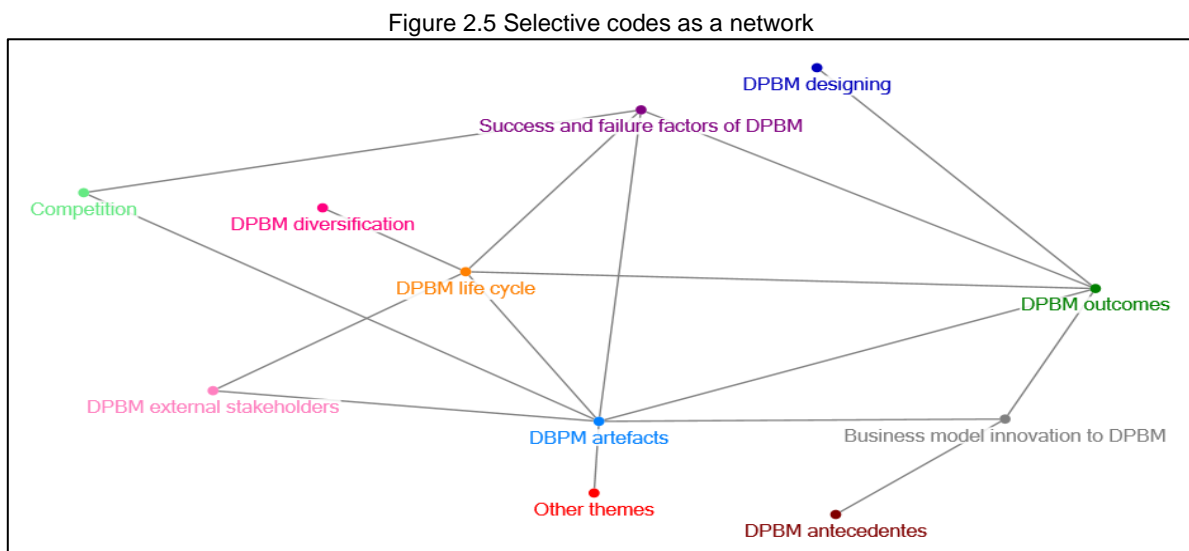 Figure 2.5 Selective codes as a network
DPBM designing
Success and failure factors of DPBM
Competition
DPBM diversification
DPBM life cycle
DPBM outcomes
DPBM external stakeholders
DBPM artefacts
Business model innovation to DPBM
Other themes
DPBM antecedentes